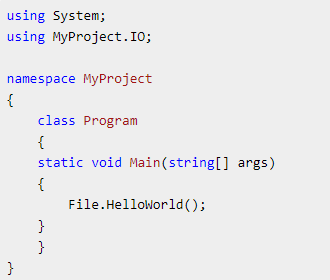 using System;
using MyProject.IO;

namespace MyProject
{
    class Program
    {
    static void Main(string[] args)
    {
        File.HelloWorld();
    }
    }
}